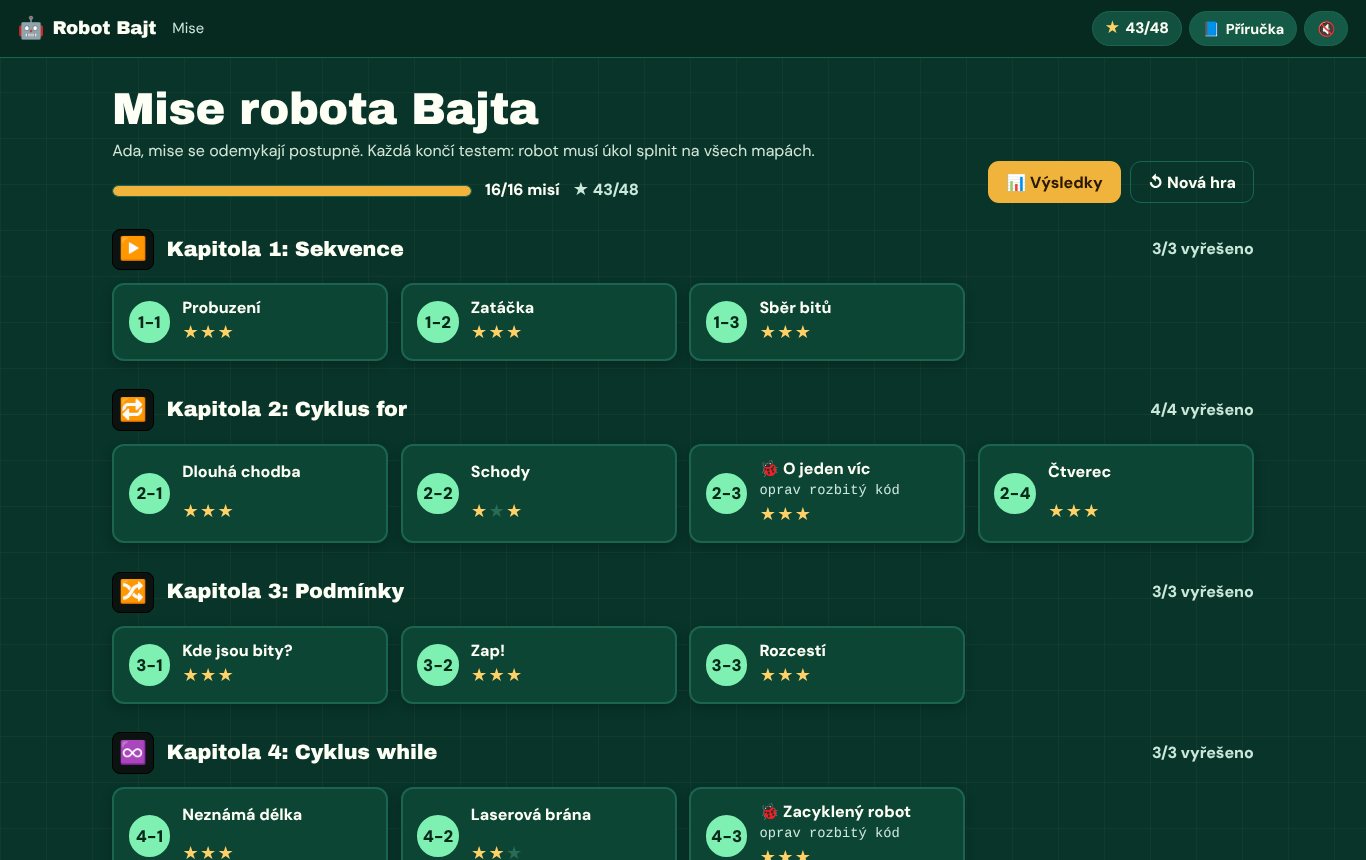 Robot Bajt Mise ★ 43/48 Příručka
Mise robota Bajta
Ada, mise se odemykají postupně. Každá končí testem: robot musí úkol splnit na všech mapách.
16/16 misí ★ 43/48
Výsledky Nová hra
Kapitola 1: Sekvence 3/3 vyřešeno
1-1 Probuzení
★★★
1-2 Zatáčka
★★★
1-3 Sběr bitů
★★★
Kapitola 2: Cyklus for 4/4 vyřešeno
2-1 Dlouhá chodba
★★★
2-2 Schody
★★★
2-3 O jeden víc
oprav rozbitý kód
★★★
2-4 Čtverec
★★★
Kapitola 3: Podmínky 3/3 vyřešeno
3-1 Kde jsou bity?
★★★
3-2 Zap!
★★★
3-3 Rozcestí
★★★
Kapitola 4: Cyklus while 3/3 vyřešeno
4-1 Neznámá délka
★★★
4-2 Laserová brána
★★★
4-3 Zacyklený robot
oprav rozbitý kód
★★★